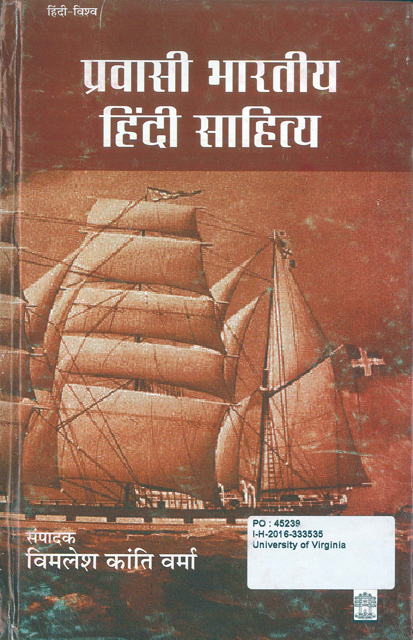 हिंदी-विश्व
प्रवासी भारतीय
हिंदी साहित्य
संपादक
विमलेश कांति वर्मा
PO : 45239
I-H-2016-333535
University of Virginia